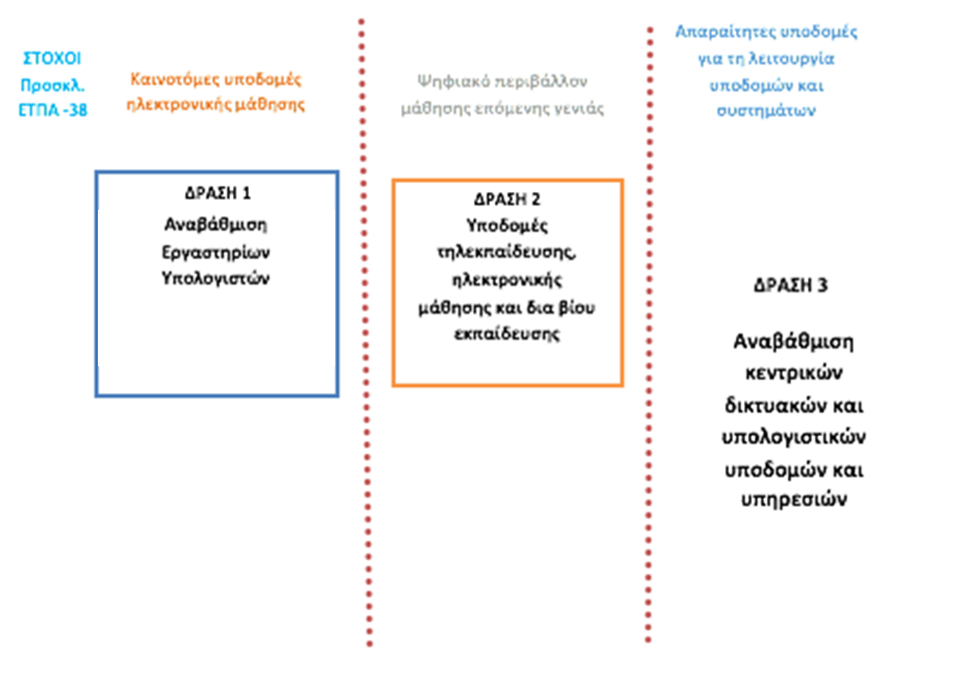 ΣΤΟΧΟΙ
Προσκλ.
ΕΤΠΑ -38
Καινοτόμες υποδομές
ηλεκτρονικής μάθησης
Ψηφιακό περιβάλλον
μάθησης επόμενης γενιάς
Απαραίτητες υποδομές
για τη λειτουργία
υποδομών και
συστημάτων
ΔΡΑΣΗ 1
Αναβάθμιση
Εργαστηρίων
Υπολογιστών
ΔΡΑΣΗ 2
Υποδομές
τηλεκπαίδευσης,
ηλεκτρονικής
μάθησης και δια βίου
εκπαίδευσης
ΔΡΑΣΗ 3
Αναβάθμιση
κεντρικών
δικτυακών και
υπολογιστικών
υποδομών και
υπηρεσιών